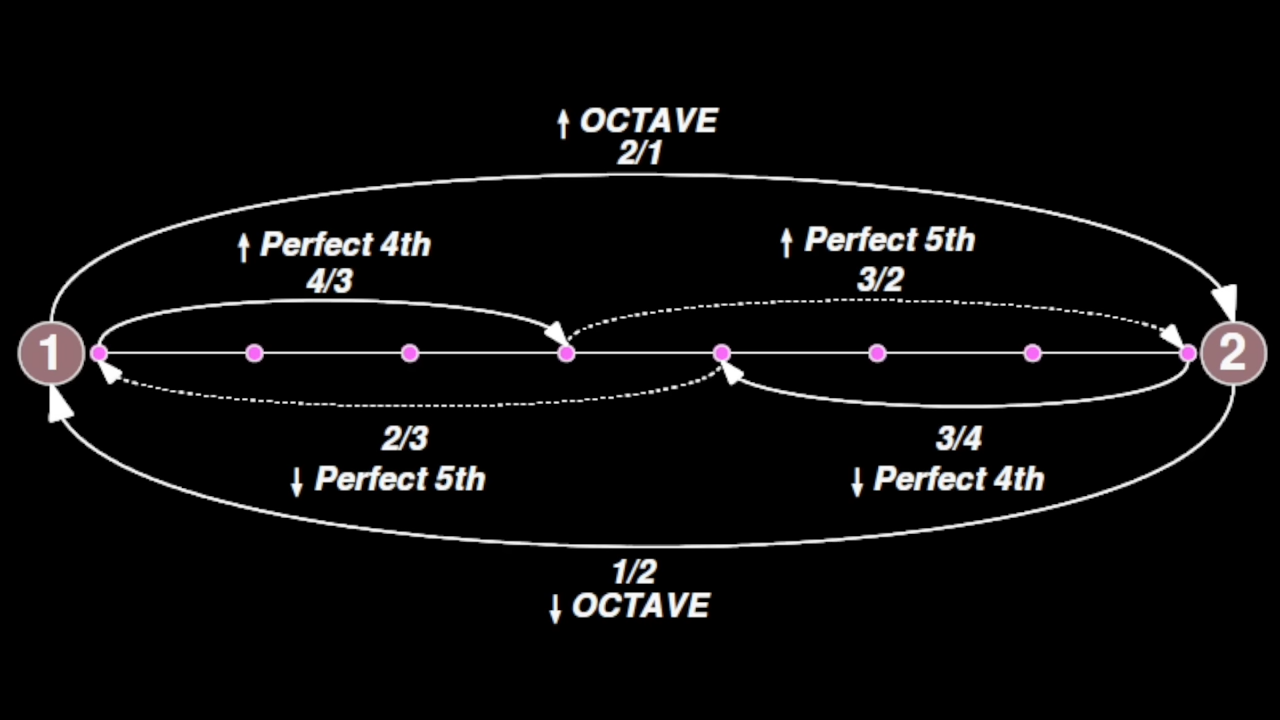 ↑ OCTAVE
2/1
↑ Perfect 4th
4/3
↑ Perfect 5th
3/2
1
2
2/3
↓ Perfect 5th
3/4
↓ Perfect 4th
1/2
↓ OCTAVE